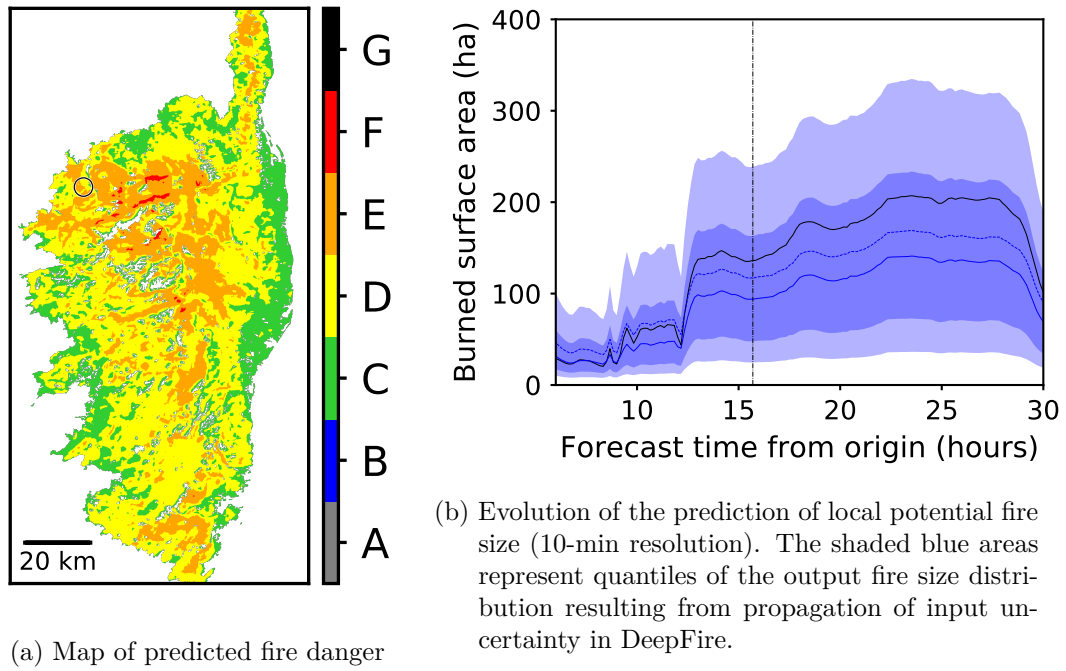 G
F
E
D
C
B
A
20 km
(a) Map of predicted fire danger
400
300
200
100
0
Burned surface area (ha)
10 15 20 25 30
Forecast time from origin (hours)
(b) Evolution of the prediction of local potential fire
size (10-min resolution). The shaded blue areas
represent quantiles of the output fire size distri-
bution resulting from propagation of input un-
certainty in DeepFire.